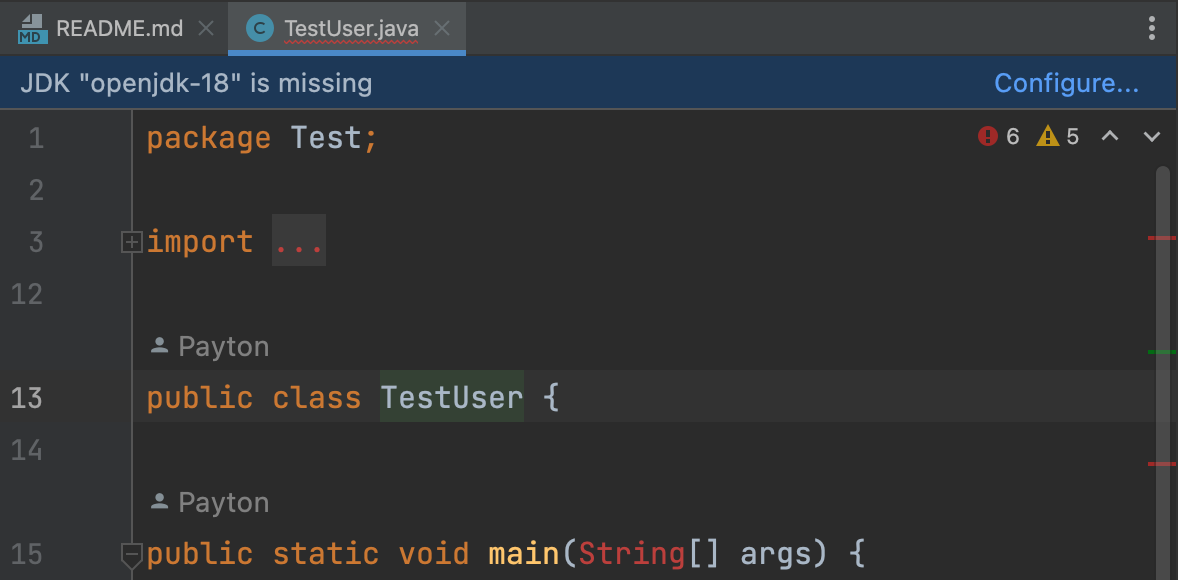 MD README.md C TestUser.java
JDK "openjdk-18" is missing Configure...
1 package Test; 6 5
2
3 import ...
12
Payton
13 public class TestUser {
14
Payton
15 public static void main(String[] args) {